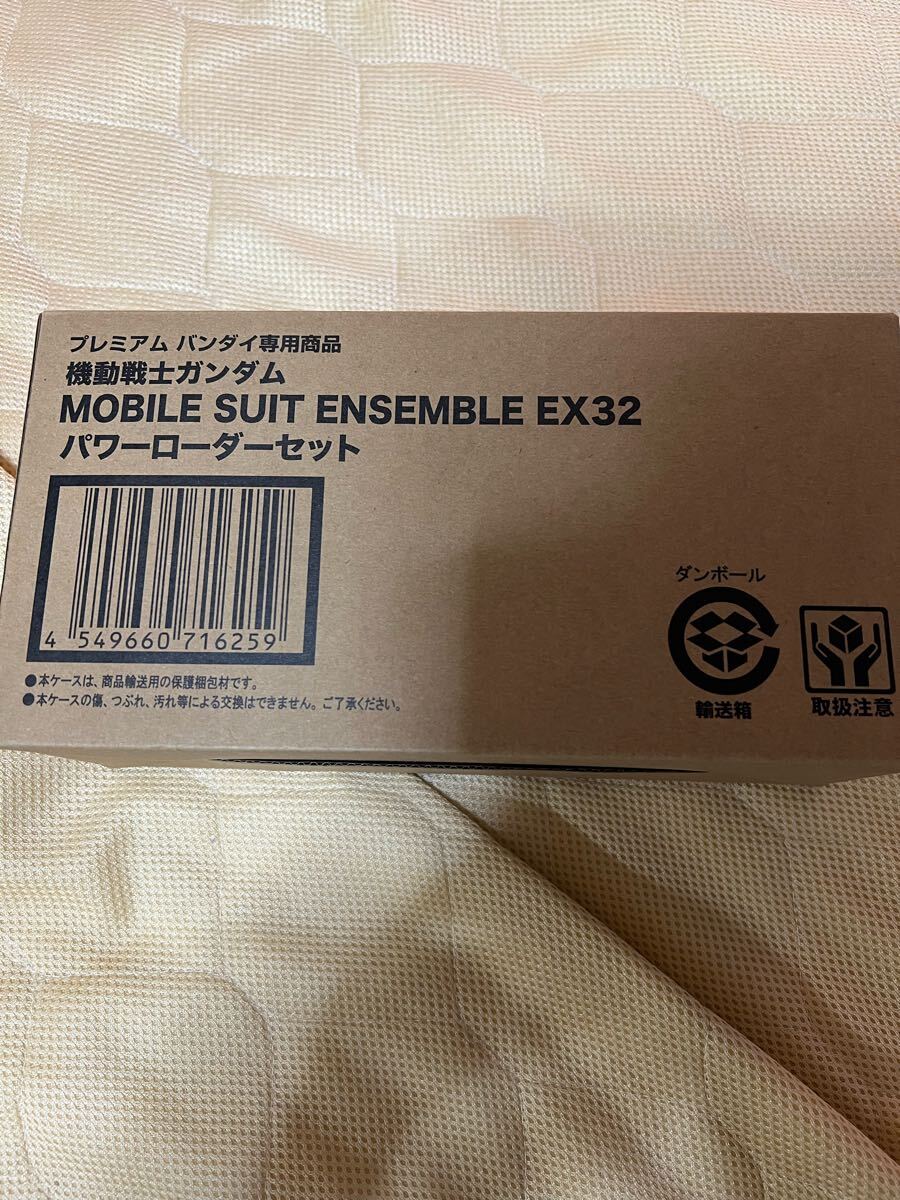 プレミアム バンダイ専用商品
機動戦士ガンダム
MOBILE SUIT ENSEMBLE EX32
パワーローダーセット
4 549660 716259
●本ケースは、商品輸送用の保護梱包材です。
●本ケースの傷、つぶれ、汚れ等による交換はできません。ご了承ください。
ダンボール
輸送箱
取扱注意